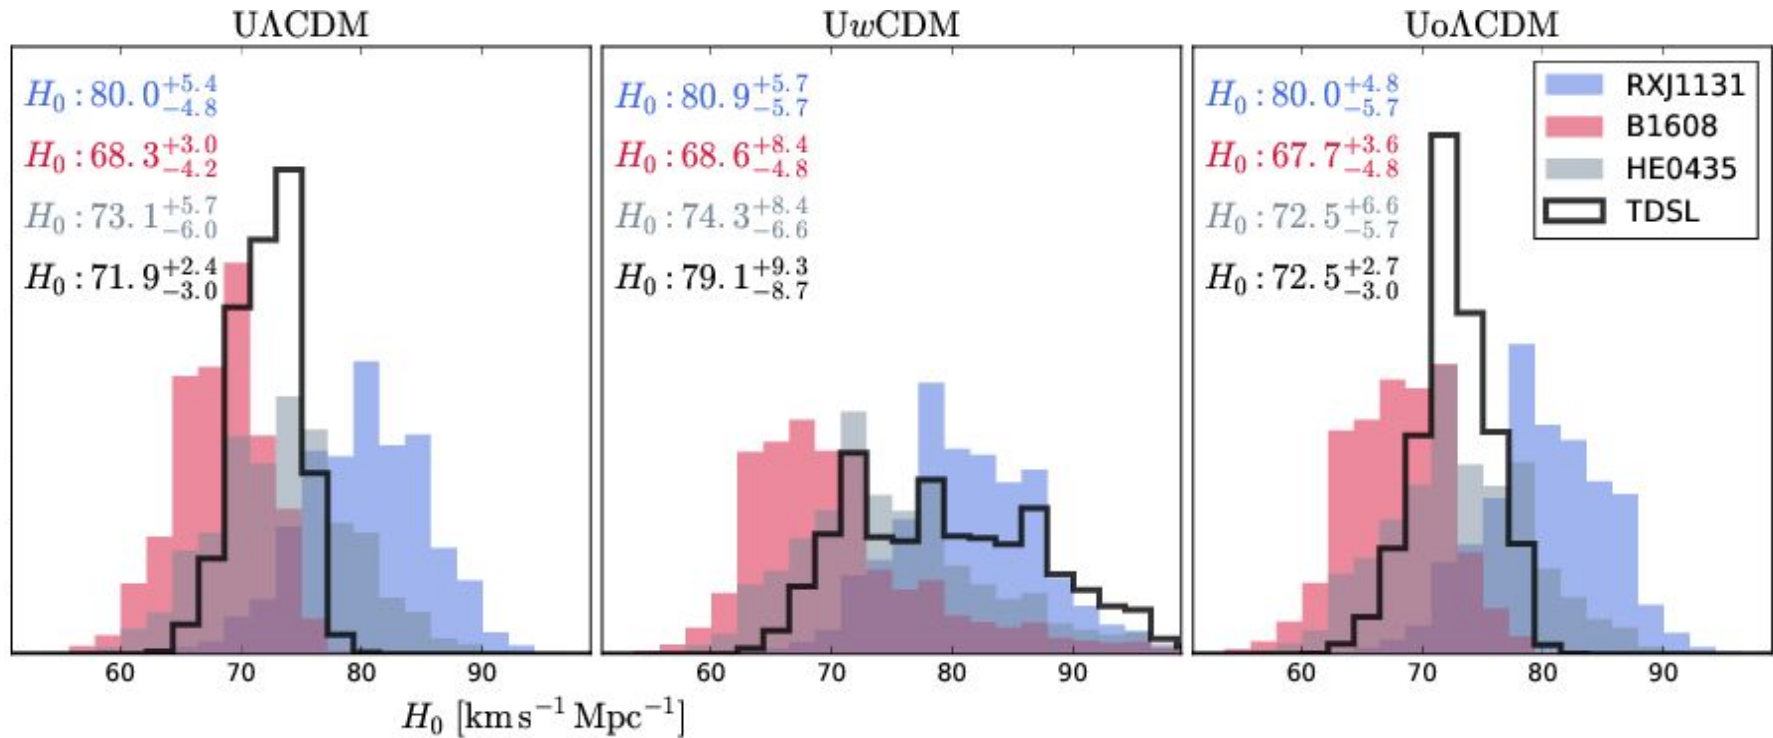 UΛCDM
H₀ : 80.0 +5.4 −4.8
H₀ : 68.3 +3.0 −4.2
H₀ : 73.1 +5.7 −6.0
H₀ : 71.9 +2.4 −3.0
60 70 80 90
UwCDM
H₀ : 80.9 +5.7 −5.7
H₀ : 68.6 +8.4 −4.8
H₀ : 74.3 +8.4 −6.6
H₀ : 79.1 +9.3 −8.7
60 70 80 90
UoΛCDM
H₀ : 80.0 +4.8 −5.7
H₀ : 67.7 +3.6 −4.8
H₀ : 72.5 +6.6 −5.7
H₀ : 72.5 +2.7 −3.0
RXJ1131
B1608
HE0435
TDSL
60 70 80 90
H₀ [km s⁻¹ Mpc⁻¹]